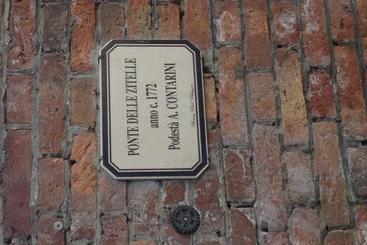 PONTE DELLE ZITELLE
anno c. 1772
Podestà A. CONTARINI